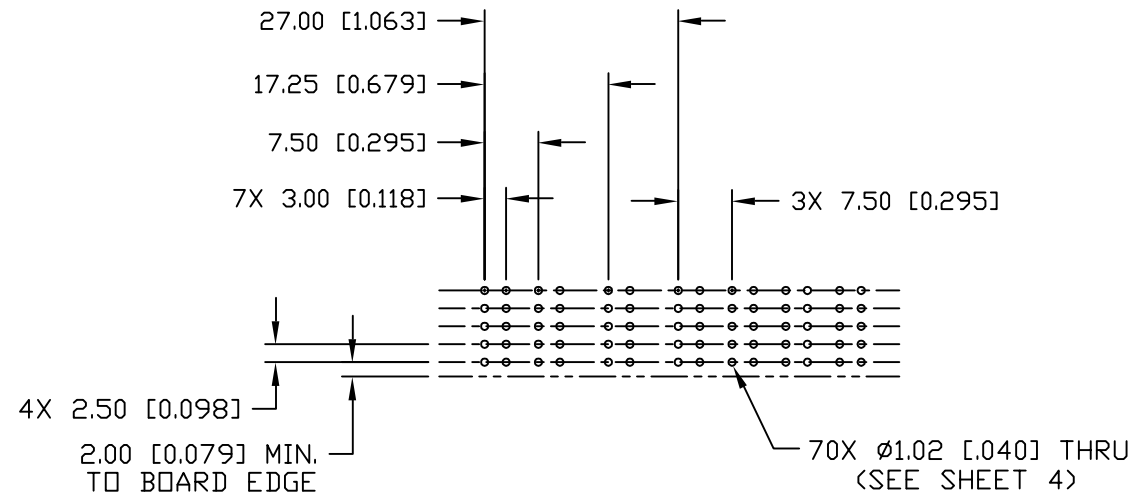 27.00 [1.063]
17.25 [0.679]
7.50 [0.295]
7X 3.00 [0.118]
3X 7.50 [0.295]
4X 2.50 [0.098]
2.00 [0.079] MIN.
TO BOARD EDGE
70X Ø1.02 [.040] THRU
(SEE SHEET 4)